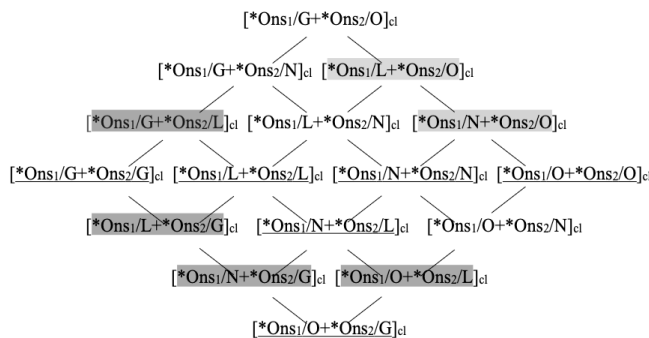 [*Ons₁/G+*Ons₂/O]cl
[*Ons₁/G+*Ons₂/N]cl [*Ons₁/L+*Ons₂/O]cl
[*Ons₁/G+*Ons₂/L]cl [*Ons₁/L+*Ons₂/N]cl [*Ons₁/N+*Ons₂/O]cl
[*Ons₁/G+*Ons₂/G]cl [*Ons₁/L+*Ons₂/L]cl [*Ons₁/N+*Ons₂/N]cl [*Ons₁/O+*Ons₂/O]cl
[*Ons₁/L+*Ons₂/G]cl [*Ons₁/N+*Ons₂/L]cl [*Ons₁/O+*Ons₂/N]cl
[*Ons₁/N+*Ons₂/G]cl [*Ons₁/O+*Ons₂/L]cl
[*Ons₁/O+*Ons₂/G]cl